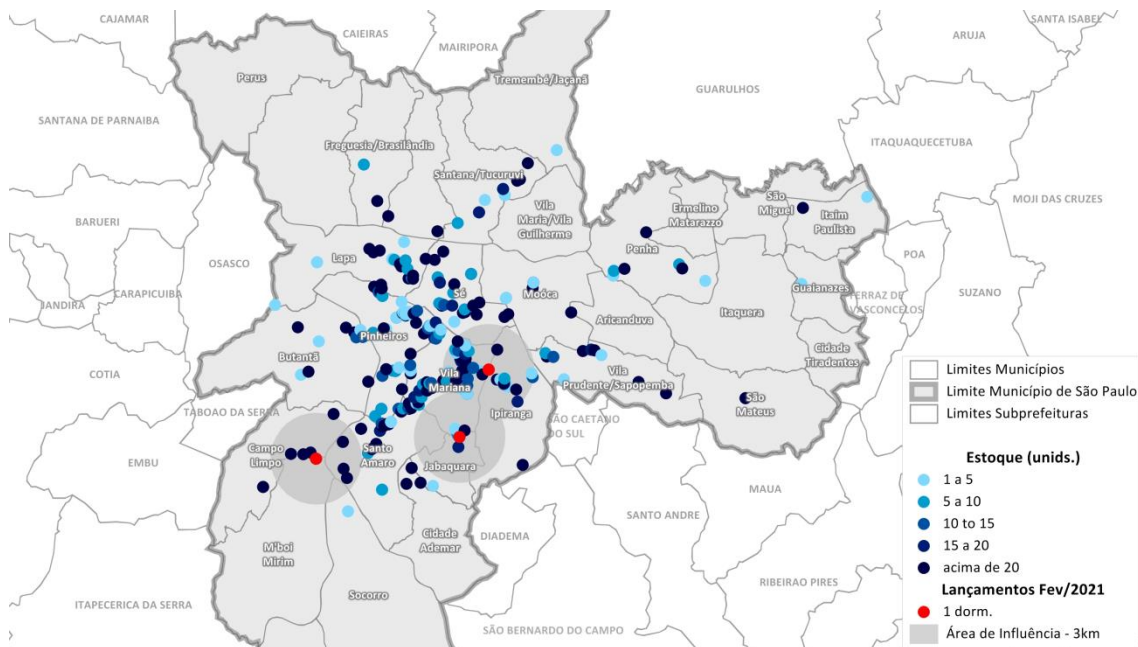 CAJAMAR
CAIEIRAS
MAIRIPORA
SANTA ISABEL
ARUJA
Perus
Tremembé/Jaçanã
GUARULHOS
SANTANA DE PARNAIBA
ITAQUAQUECETUBA
Freguesia/Brasilândia
Santana/Tucuruvi
São
Miguel
Ermelino
Matarazzo
Itaim
Paulista
MOJI DAS CRUZES
Vila
Maria/Vila
Guilherme
BARUERI
OSASCO
Lapa
Penha
POA
JANDIRA
CARAPICUIBA
Sé
Moóca
Guaianazes
FERRAZ DE
VASCONCELOS
SUZANO
Aricanduva
Itaquera
Pinheiros
Butantã
Cidade
Tiradentes
COTIA
Vila
Mariana
Vila
Prudente/Sapopemba
TABOAO DA SERRA
Ipiranga
SÃO CAETANO
DO SUL
São
Mateus
EMBU
Campo
Limpo
Santo
Amaro
Jabaquara
MAUA
SANTO ANDRE
DIADEMA
Cidade
Ademar
M'boi
Mirim
RIBEIRAO PIRES
ITAPECERICA DA SERRA
Socorro
SÃO BERNARDO DO CAMPO
Limites Municípios
Limite Município de São Paulo
Limites Subprefeituras
Estoque (unids.)
1 a 5
5 a 10
10 to 15
15 a 20
acima de 20
Lançamentos Fev/2021
1 dorm.
Área de Influência - 3km